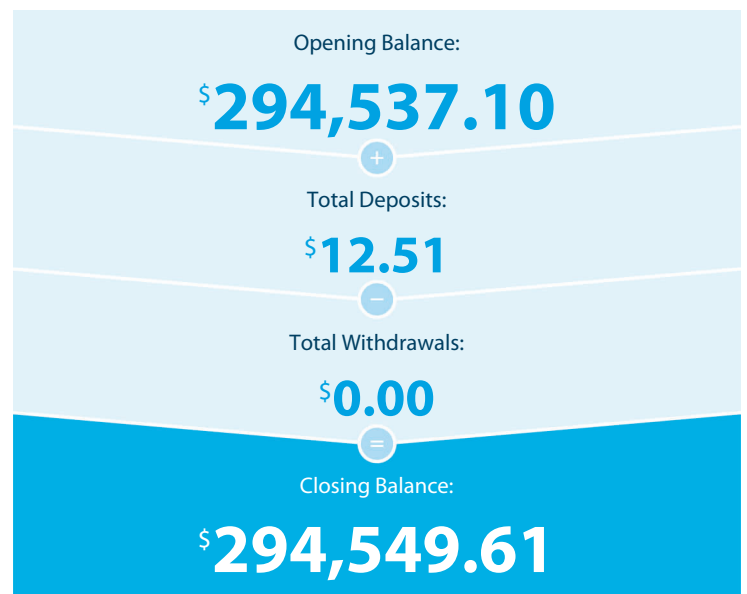 Opening Balance:
$294,537.10
+
Total Deposits:
$12.51
−
Total Withdrawals:
$0.00
=
Closing Balance:
$294,549.61